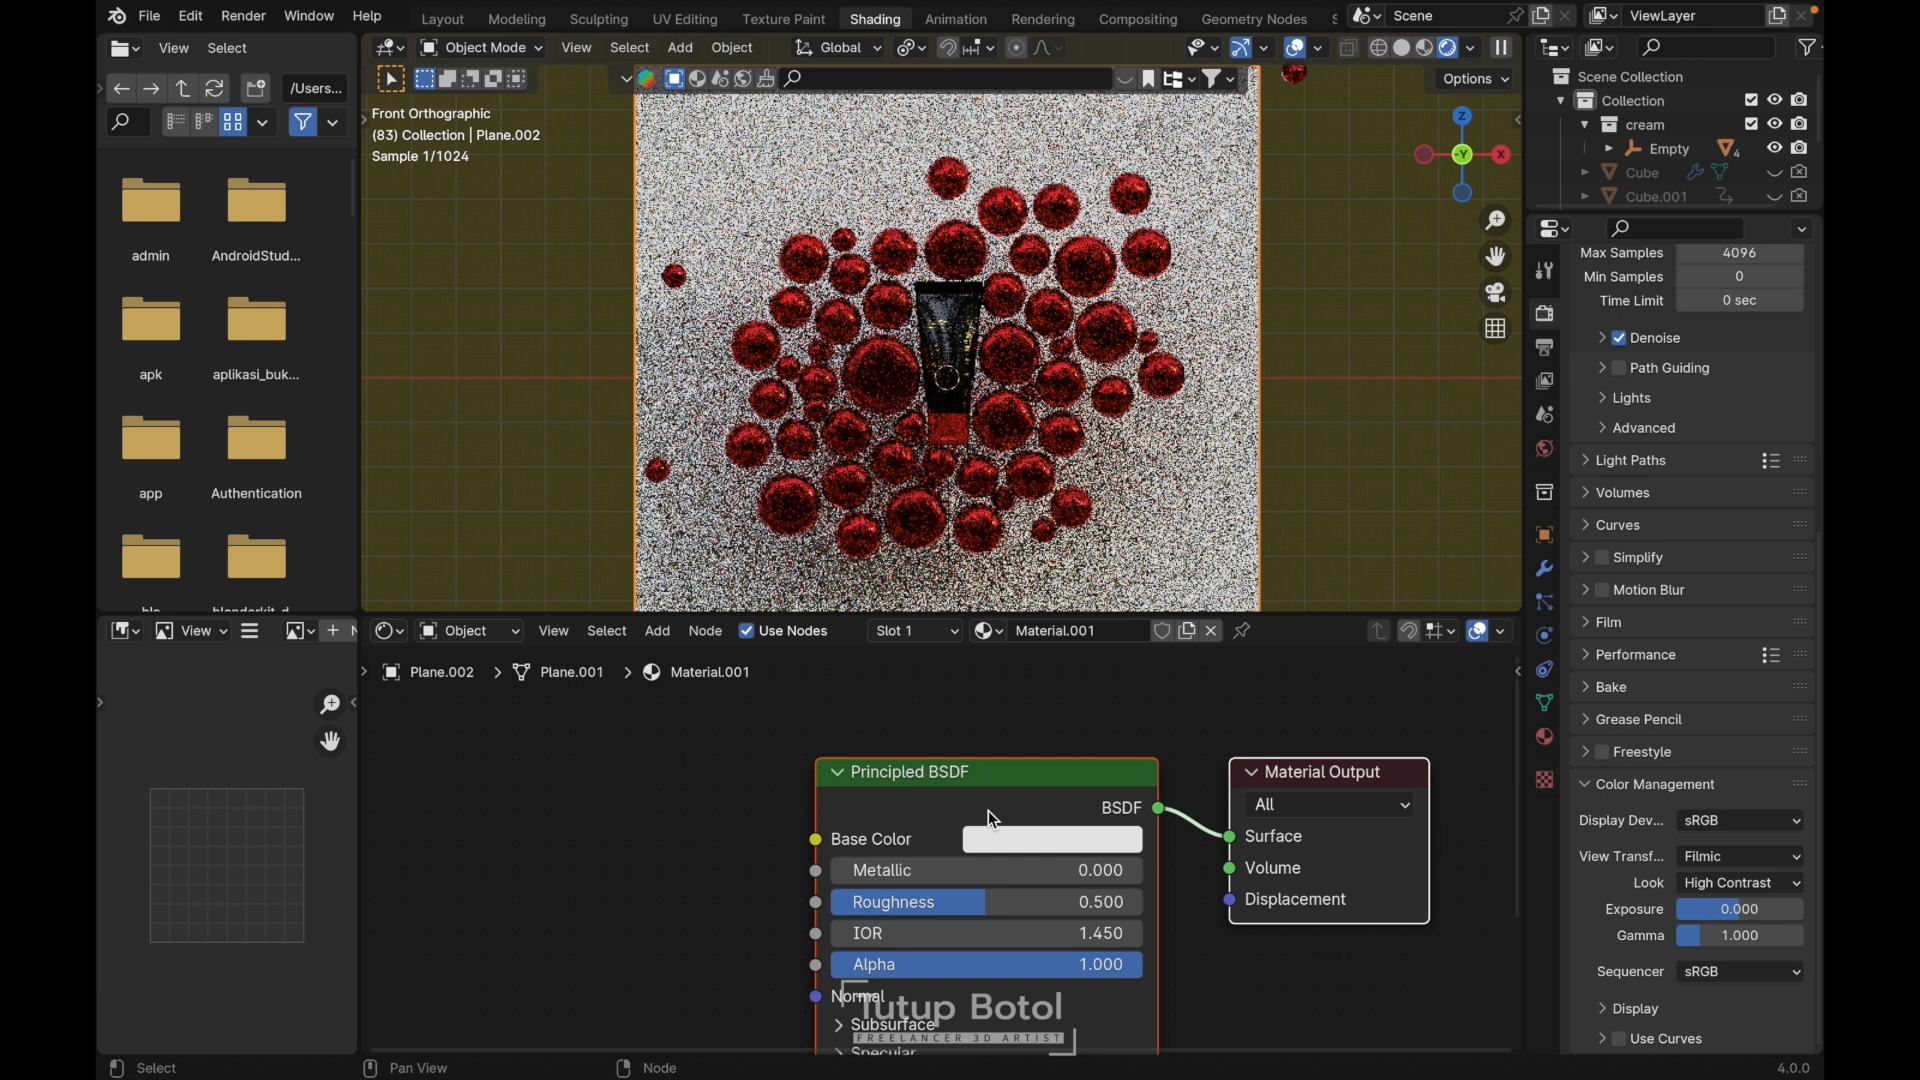 File Edit Render Window Help
Layout Modeling Sculpting UV Editing Texture Paint Shading Animation Rendering Compositing Geometry Nodes
Scene
ViewLayer
View Select
Object Mode View Select Add Object
Global
/Users...
Options
Front Orthographic
(83) Collection | Plane.002
Sample 1/1024
Z
-Y
X
admin AndroidStud...
apk aplikasi_buk...
app Authentication
Scene Collection
Collection
cream
Empty 4
Cube
Cube.001
Max Samples 4096
Min Samples 0
Time Limit 0 sec
Denoise
Path Guiding
Lights
Advanced
Light Paths
Volumes
Curves
Simplify
Motion Blur
Film
Performance
Bake
Grease Pencil
Freestyle
Color Management
Display Dev... sRGB
View Transf... Filmic
Look High Contrast
Exposure 0.000
Gamma 1.000
Sequencer sRGB
Display
Use Curves
View
Object View Select Add Node Use Nodes Slot 1 Material.001
Plane.002 Plane.001 Material.001
Principled BSDF
BSDF
Base Color
Metallic 0.000
Roughness 0.500
IOR 1.450
Alpha 1.000
Normal
Subsurface
Specular
Material Output
All
Surface
Volume
Displacement
Tutup Botol
FREELANCER 3D ARTIST
Select Pan View Node 4.0.0